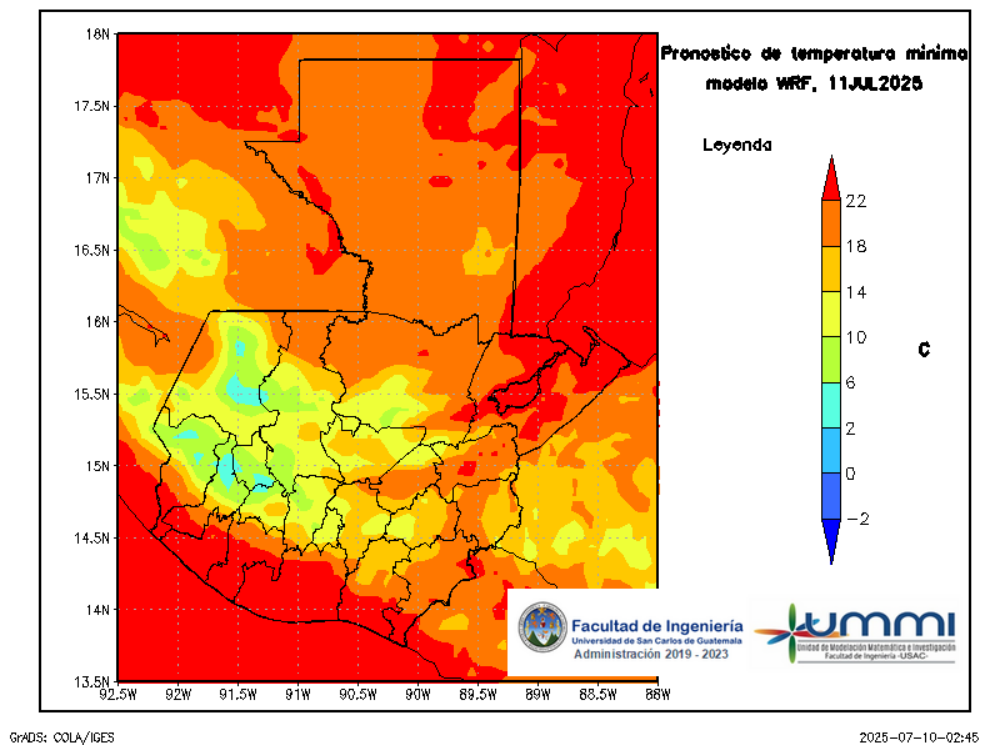 18N
17.5N
17N
16.5N
16N
15.5N
15N
14.5N
14N
13.5N
92.5W
92W
91.5W
91W
90.5W
90W
89.5W
89W
88.5W
88W
Pronostico de temperatura minima
modelo WRF, 11JUL2025
Leyenda
22
18
14
10
6
2
0
−2
C
Facultad de Ingeniería
Universidad de San Carlos de Guatemala
Administración 2019 - 2023
ummi
Unidad de Modelación Matemática e Investigación
Facultad de Ingeniería -USAC-
GrADS: COLA/IGES
2025-07-10-02:45